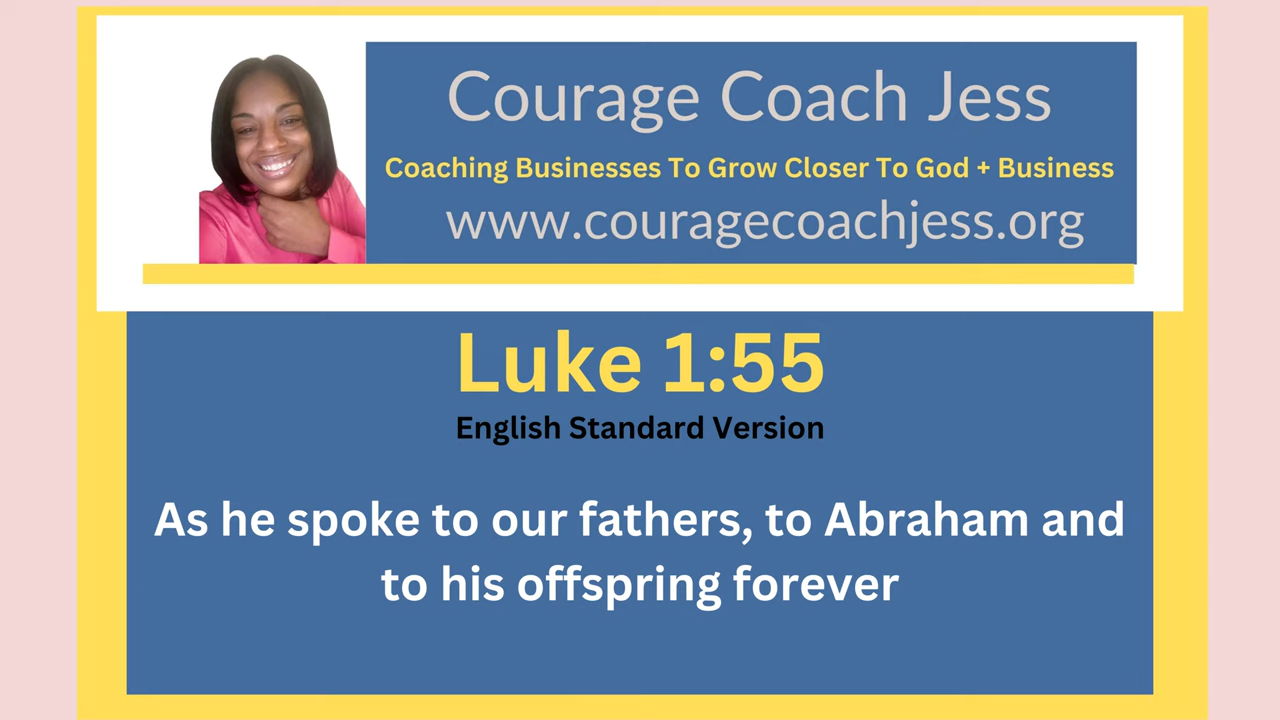 Courage Coach Jess
Coaching Businesses To Grow Closer To God + Business
www.couragecoachjess.org
Luke 1:55
English Standard Version
As he spoke to our fathers, to Abraham and
to his offspring forever